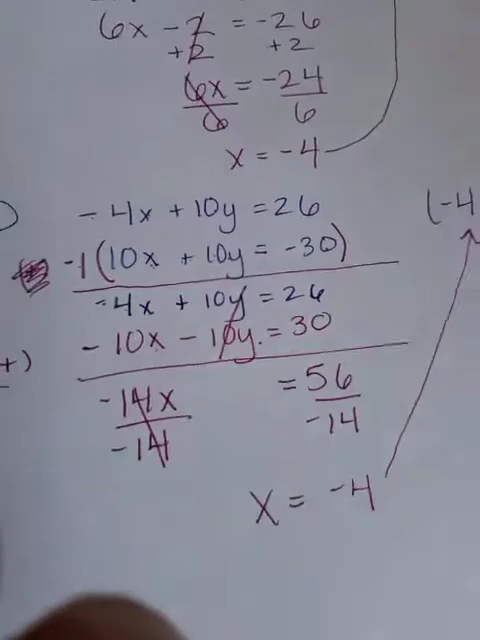 6x - 2 = -26
+2 +2
6x = -24
6 6
x = -4
- 4x + 10y = 26
-1(10x + 10y = -30)
(-4
-4x + 10y = 26
- 10x - 10y = 30
+)
-14x = 56
-14 -14
x = -4